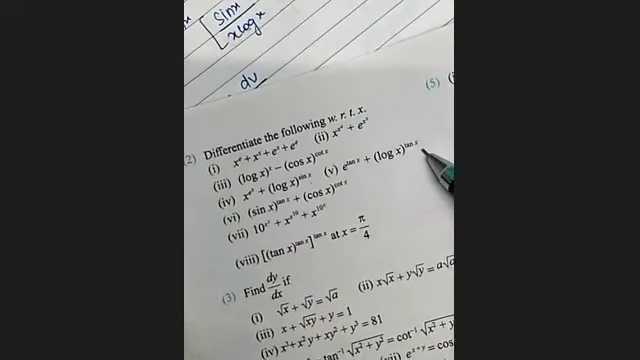 sinx
xlogx
dv
(5)
(2) Differentiate the following w. r. t. x.
(i) x^e + x^x + e^x + e^e (ii) x^{x^x} + e^{x^x}
(iii) (log x)^x − (cos x)^{cot x}
(iv) x^{e^x} + (log x)^{sin x} (v) e^{tan x} + (log x)^{tan x}
(vi) (sin x)^{tan x} + (cos x)^{cot x}
(vii) 10^{x^x} + x^{x^{10}} + x^{10^x}
(viii) [(tan x)^{tan x}]^{tan x} at x = π/4
(3) Find dy/dx if
(i) √x + √y = √a (ii) x√x + y√y = a√a
(iii) x + √xy + y = 1
(iv) x³ + x²y + xy² + y³ = 81
tan⁻¹ √x² + y² = cot⁻¹ √x² + y
e^{x + y} = cos